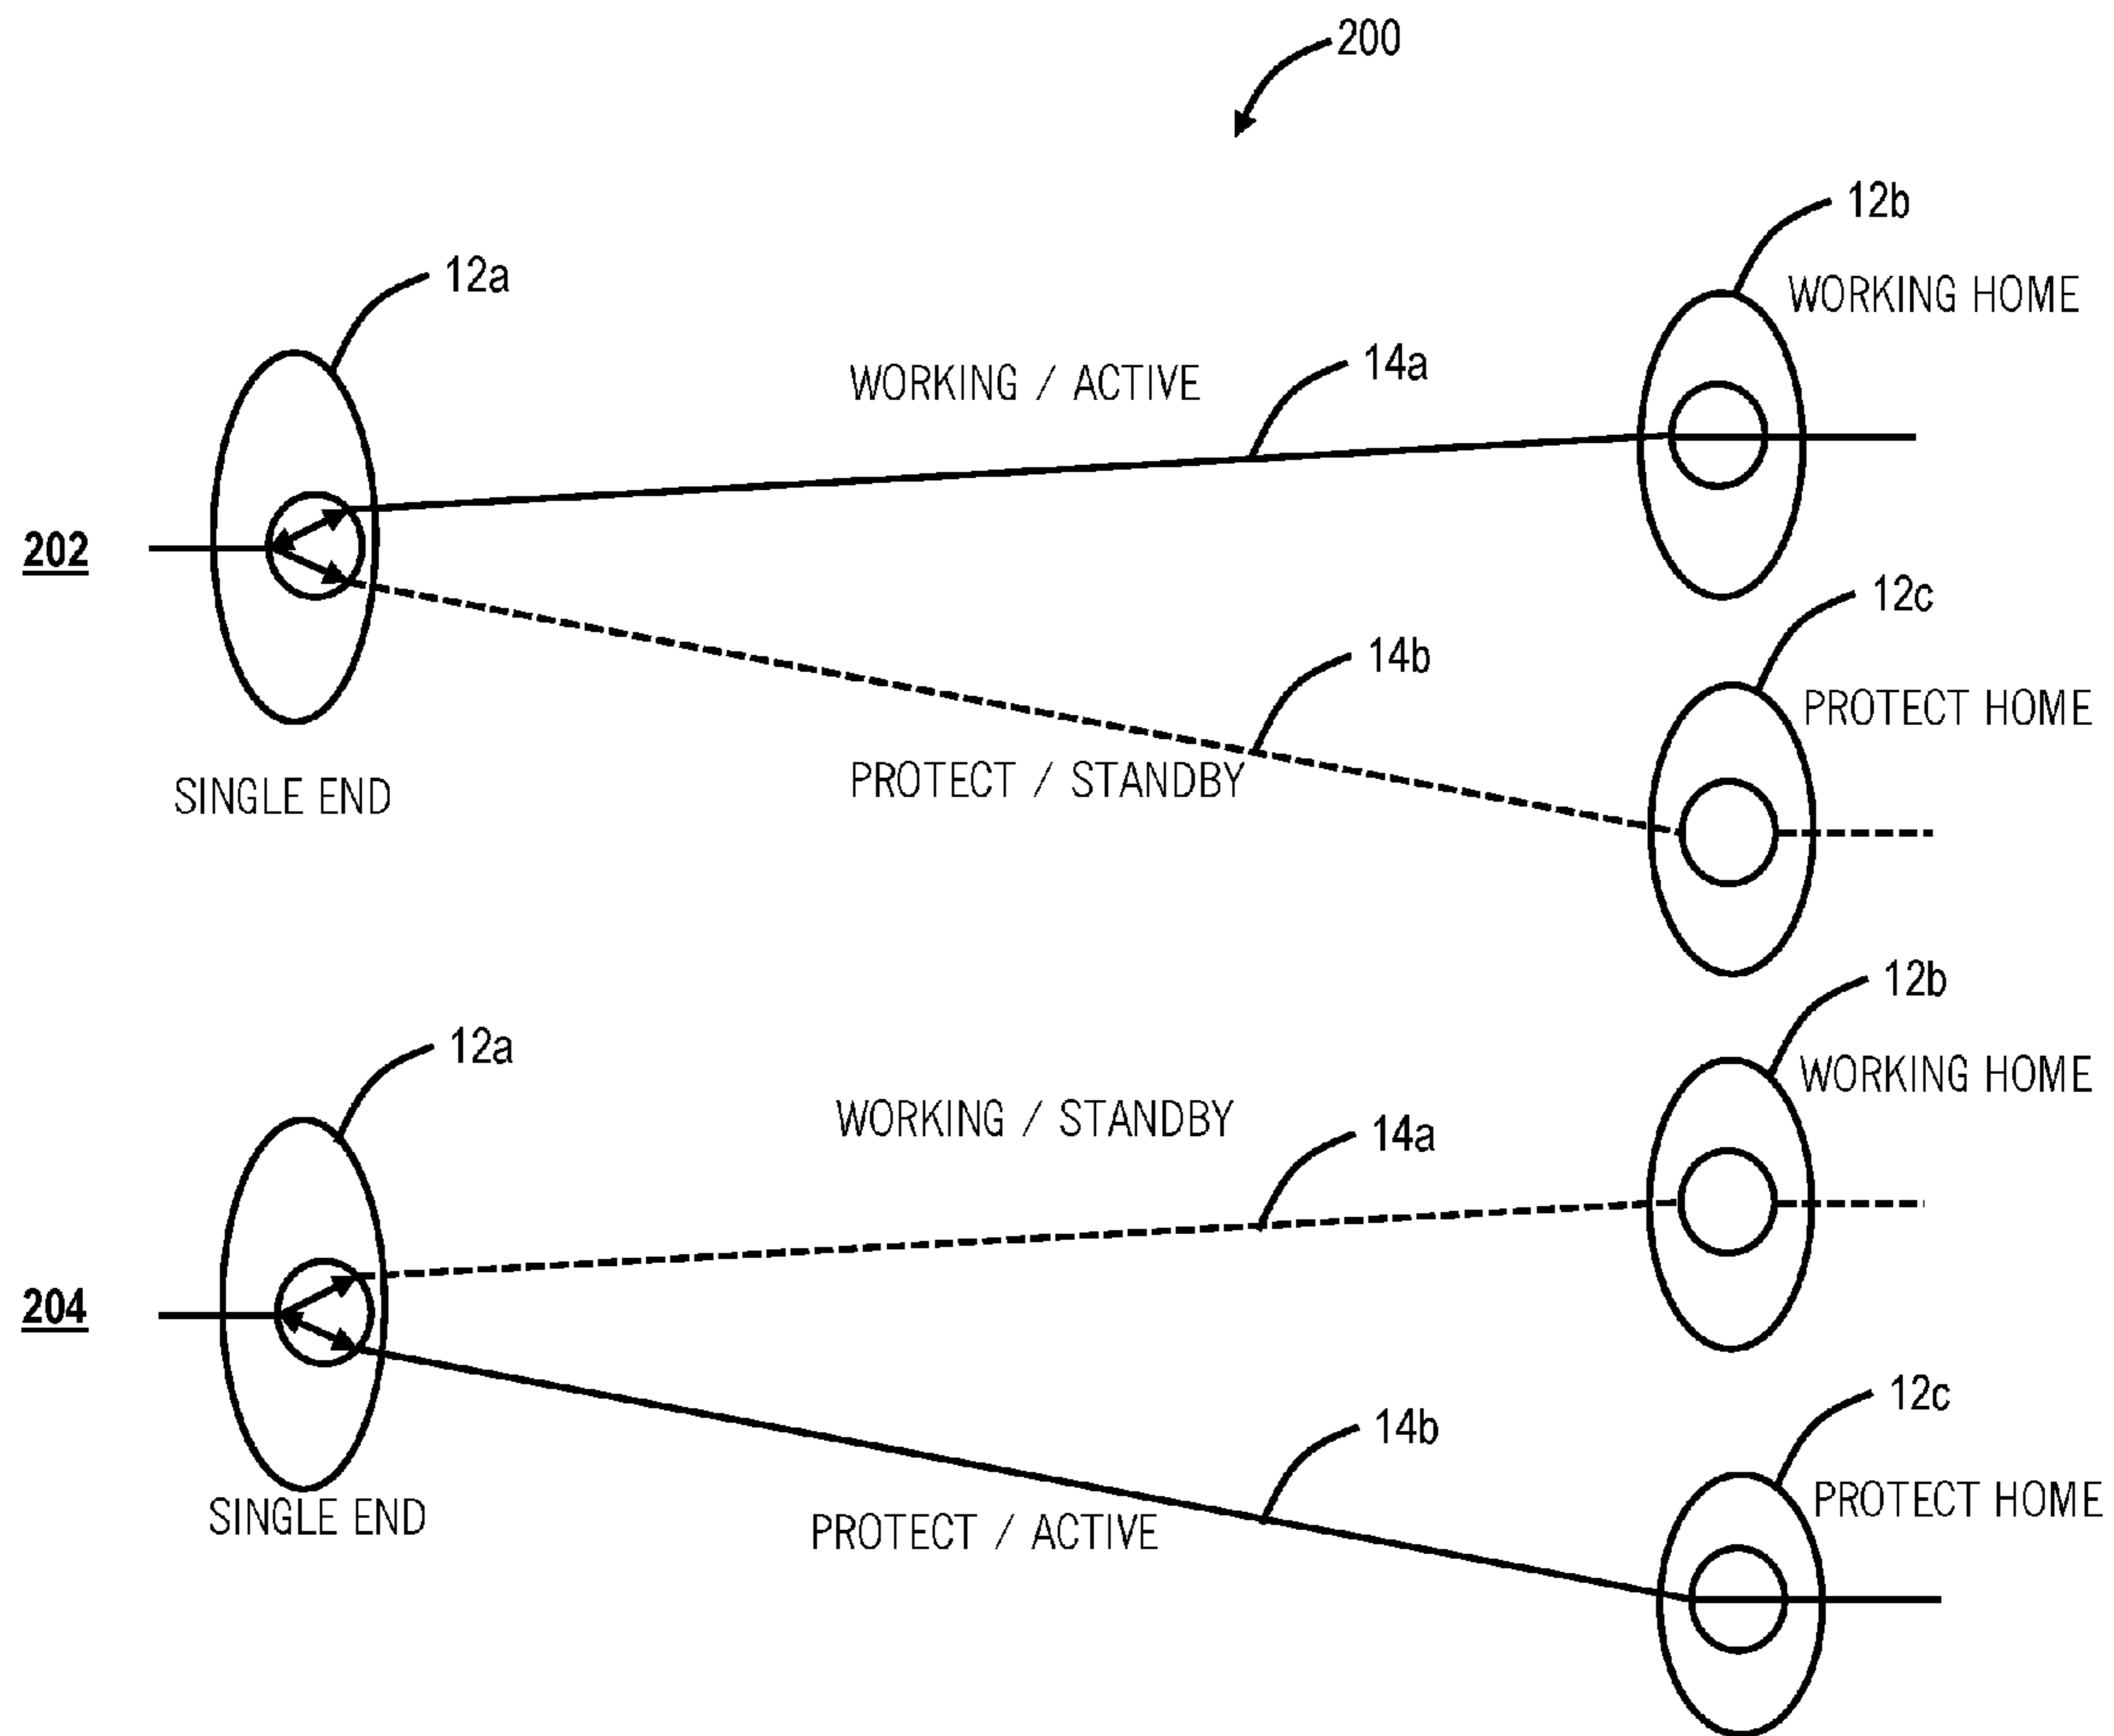 200
12b
WORKING HOME
12a
WORKING / ACTIVE
14a
202
12c
14b
PROTECT HOME
PROTECT / STANDBY
SINGLE END
12b
WORKING HOME
12a
WORKING / STANDBY
14a
204
12c
14b
PROTECT HOME
SINGLE END
PROTECT / ACTIVE